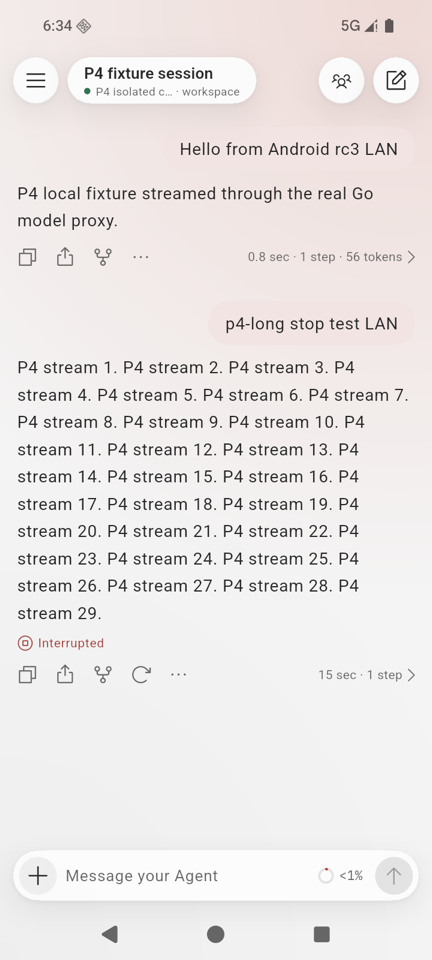 6:34
5G
P4 fixture session
P4 isolated c... · workspace
Hello from Android rc3 LAN
P4 local fixture streamed through the real Go
model proxy.
0.8 sec · 1 step · 56 tokens
p4-long stop test LAN
P4 stream 1. P4 stream 2. P4 stream 3. P4
stream 4. P4 stream 5. P4 stream 6. P4 stream 7.
P4 stream 8. P4 stream 9. P4 stream 10. P4
stream 11. P4 stream 12. P4 stream 13. P4
stream 14. P4 stream 15. P4 stream 16. P4
stream 17. P4 stream 18. P4 stream 19. P4
stream 20. P4 stream 21. P4 stream 22. P4
stream 23. P4 stream 24. P4 stream 25. P4
stream 26. P4 stream 27. P4 stream 28. P4
stream 29.
Interrupted
15 sec · 1 step
Message your Agent
<1%